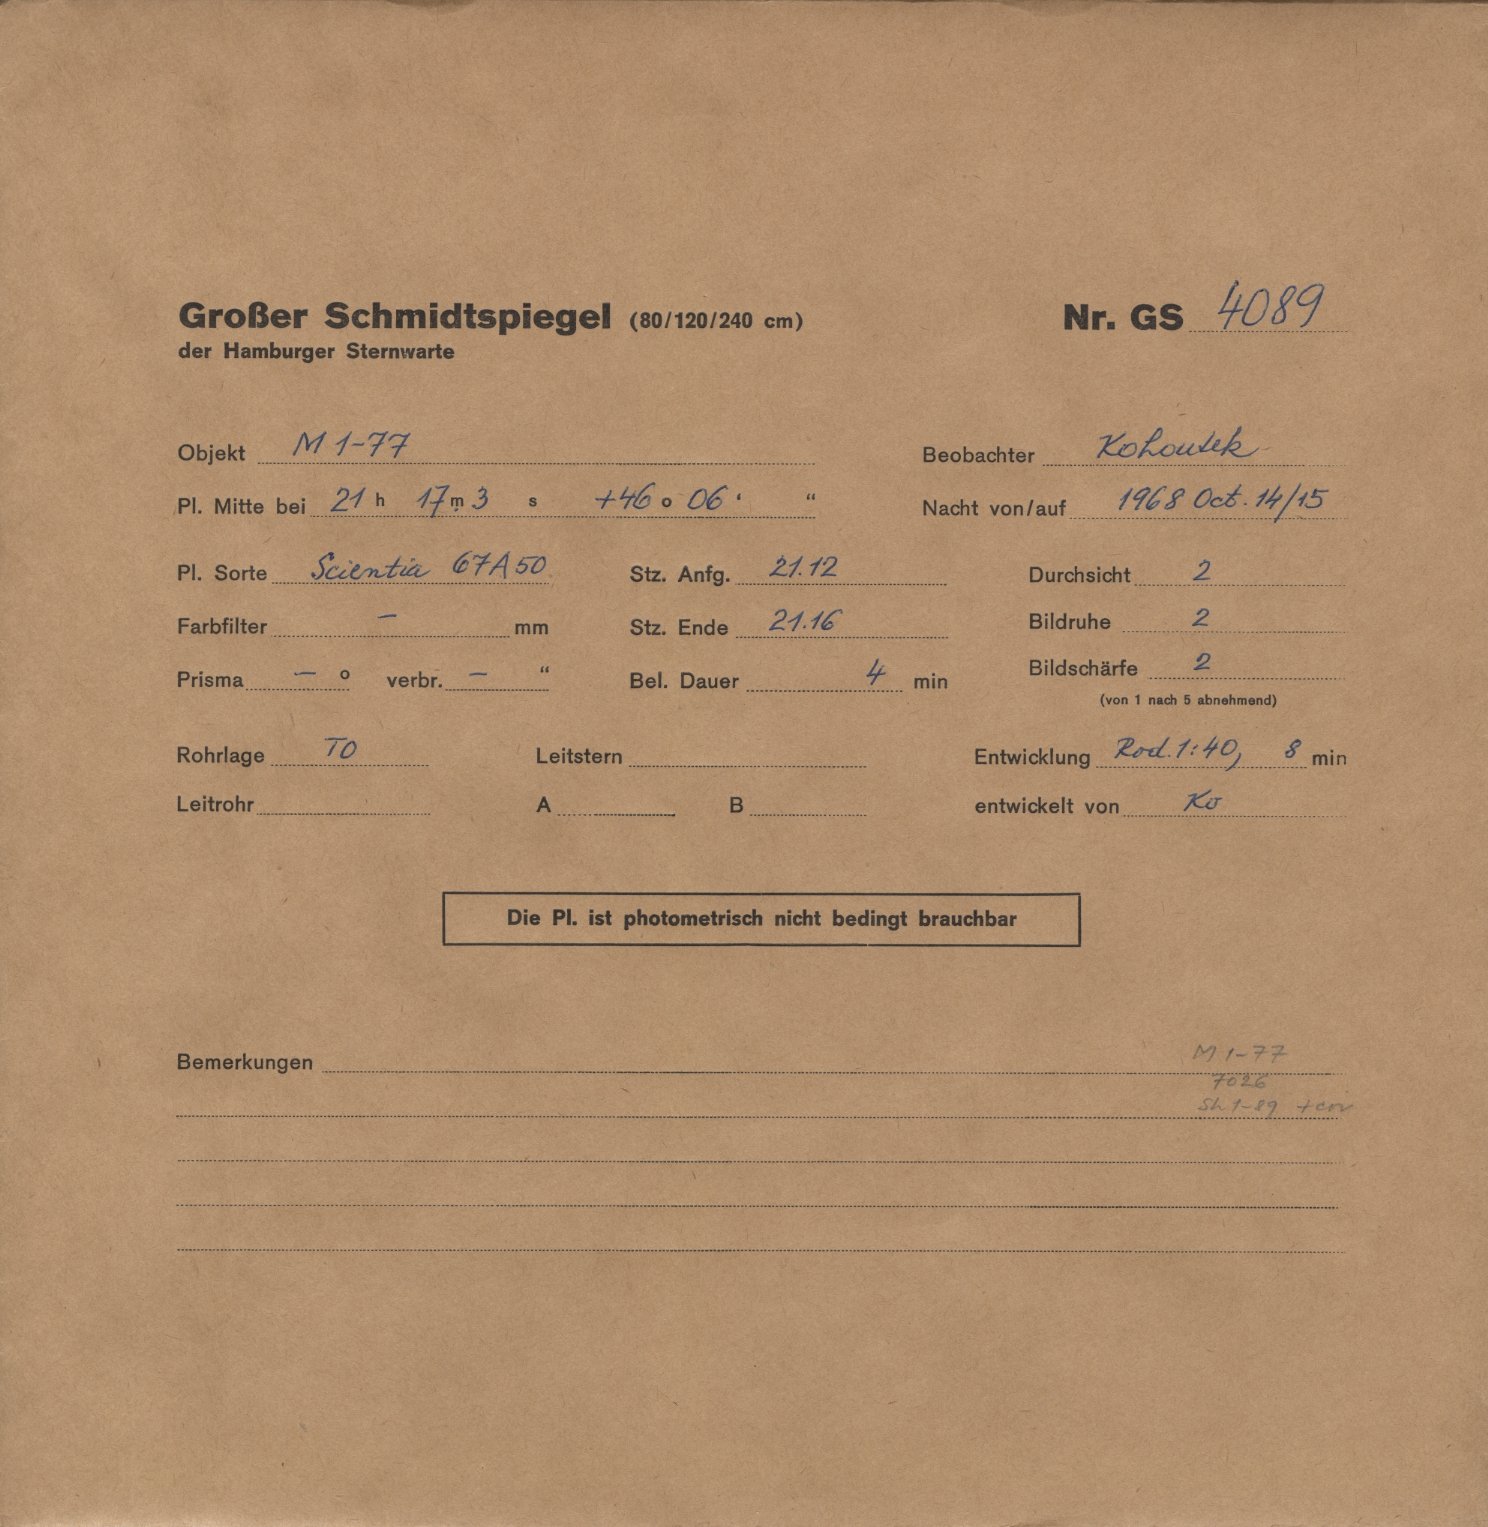 Großer Schmidtspiegel (80/120/240 cm) Nr. GS 4089
der Hamburger Sternwarte
Objekt M 1-77 Beobachter Kohoutek
Pl. Mitte bei 21 h 17 m 3 s +46 o 06 ' “ Nacht von/auf 1968 Oct. 14/15
Pl. Sorte Scientia 67A50 Stz. Anfg. 21.12 Durchsicht 2
Farbfilter – mm Stz. Ende 21.16 Bildruhe 2
Prisma – o verbr. – “ Bel. Dauer 4 min Bildschärfe 2
(von 1 nach 5 abnehmend)
Rohrlage TO Leitstern Entwicklung Rod. 1:40, 8 min
Leitrohr A B entwickelt von Ko
Die Pl. ist photometrisch nicht bedingt brauchbar
Bemerkungen M 1-77
7026
Sh 1-89